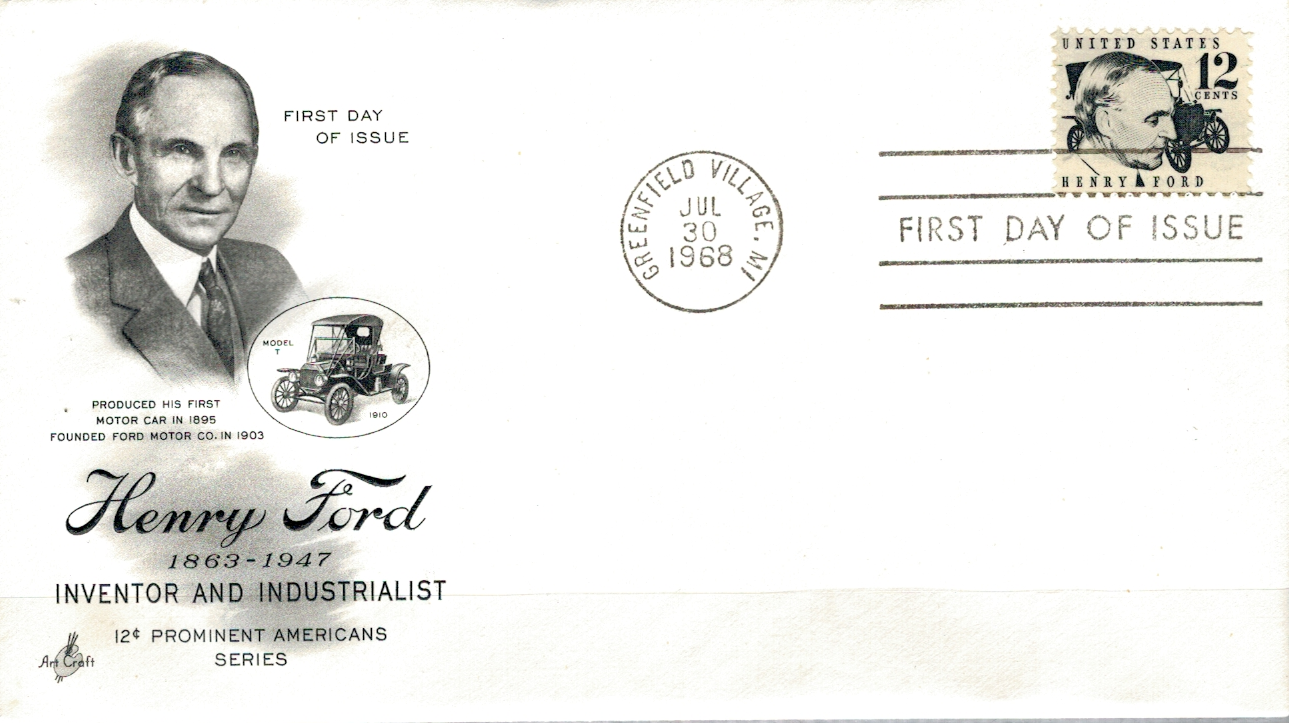 FIRST DAY
OF ISSUE
MODEL
T
1910
PRODUCED HIS FIRST
MOTOR CAR IN 1895
FOUNDED FORD MOTOR CO. IN 1903
Henry Ford
1863-1947
INVENTOR AND INDUSTRIALIST
12¢ PROMINENT AMERICANS
SERIES
Art Craft
GREENFIELD VILLAGE, MI
JUL
30
1968
UNITED STATES
12
CENTS
HENRY FORD
FIRST DAY OF ISSUE